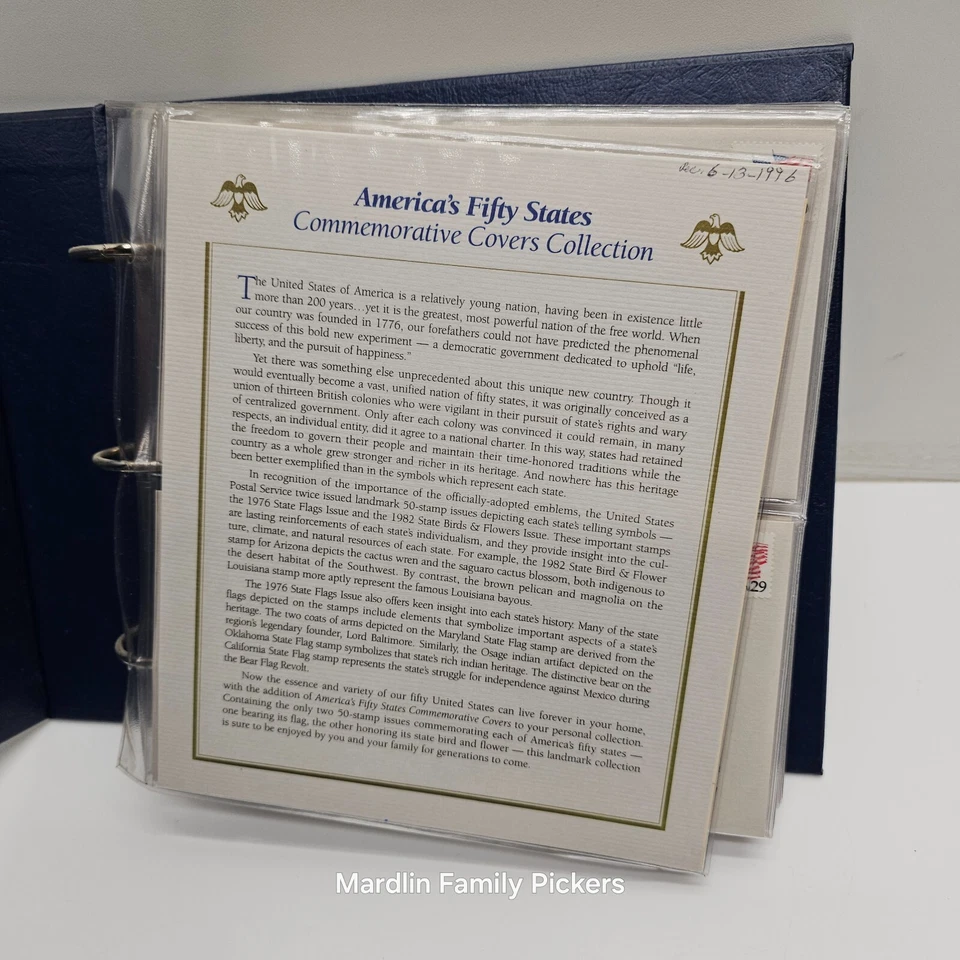 Rec. 6-13-1996
America's Fifty States
Commemorative Covers Collection
The United States of America is a relatively young nation, having been in existence little
more than 200 years…yet it is the greatest, most powerful nation of the free world. When
our country was founded in 1776, our forefathers could not have predicted the phenomenal
success of this bold new experiment — a democratic government dedicated to uphold "life,
liberty, and the pursuit of happiness."
Yet there was something else unprecedented about this unique new country. Though it
would eventually become a vast, unified nation of fifty states, it was originally conceived as a
union of thirteen British colonies who were vigilant in their pursuit of state's rights and wary
of centralized government. Only after each colony was convinced it could remain, in many
respects, an individual entity, did it agree to a national charter. In this way, states had retained
the freedom to govern their people and maintain their time-honored traditions while the
country as a whole grew stronger and richer in its heritage. And nowhere has this heritage
been better exemplified than in the symbols which represent each state.
In recognition of the importance of the officially-adopted emblems, the United States
Postal Service twice issued landmark 50-stamp issues depicting each state's telling symbols —
the 1976 State Flags Issue and the 1982 State Birds & Flowers Issue. These important stamps
are lasting reinforcements of each state's individualism, and they provide insight into the cul-
ture, climate, and natural resources of each state. For example, the 1982 State Bird & Flower
stamp for Arizona depicts the cactus wren and the saguaro cactus blossom, both indigenous to
the desert habitat of the Southwest. By contrast, the brown pelican and magnolia on the
Louisiana stamp more aptly represent the famous Louisiana bayous.
The 1976 State Flags Issue also offers keen insight into each state's history. Many of the state
flags depicted on the stamps include elements that symbolize important aspects of a state's
heritage. The two coats of arms depicted on the Maryland State Flag stamp are derived from the
region's legendary founder, Lord Baltimore. Similarly, the Osage indian artifact depicted on the
Oklahoma State Flag stamp symbolizes that state's rich indian heritage. The distinctive bear on the
California State Flag stamp represents the state's struggle for independence against Mexico during
the Bear Flag Revolt.
Now the essence and variety of our fifty United States can live forever in your home,
with the addition of America's Fifty States Commemorative Covers to your personal collection.
Containing the only two 50-stamp issues commemorating each of America's fifty states —
one bearing its flag, the other honoring its state bird and flower — this landmark collection
is sure to be enjoyed by you and your family for generations to come.
29
Mardlin Family Pickers